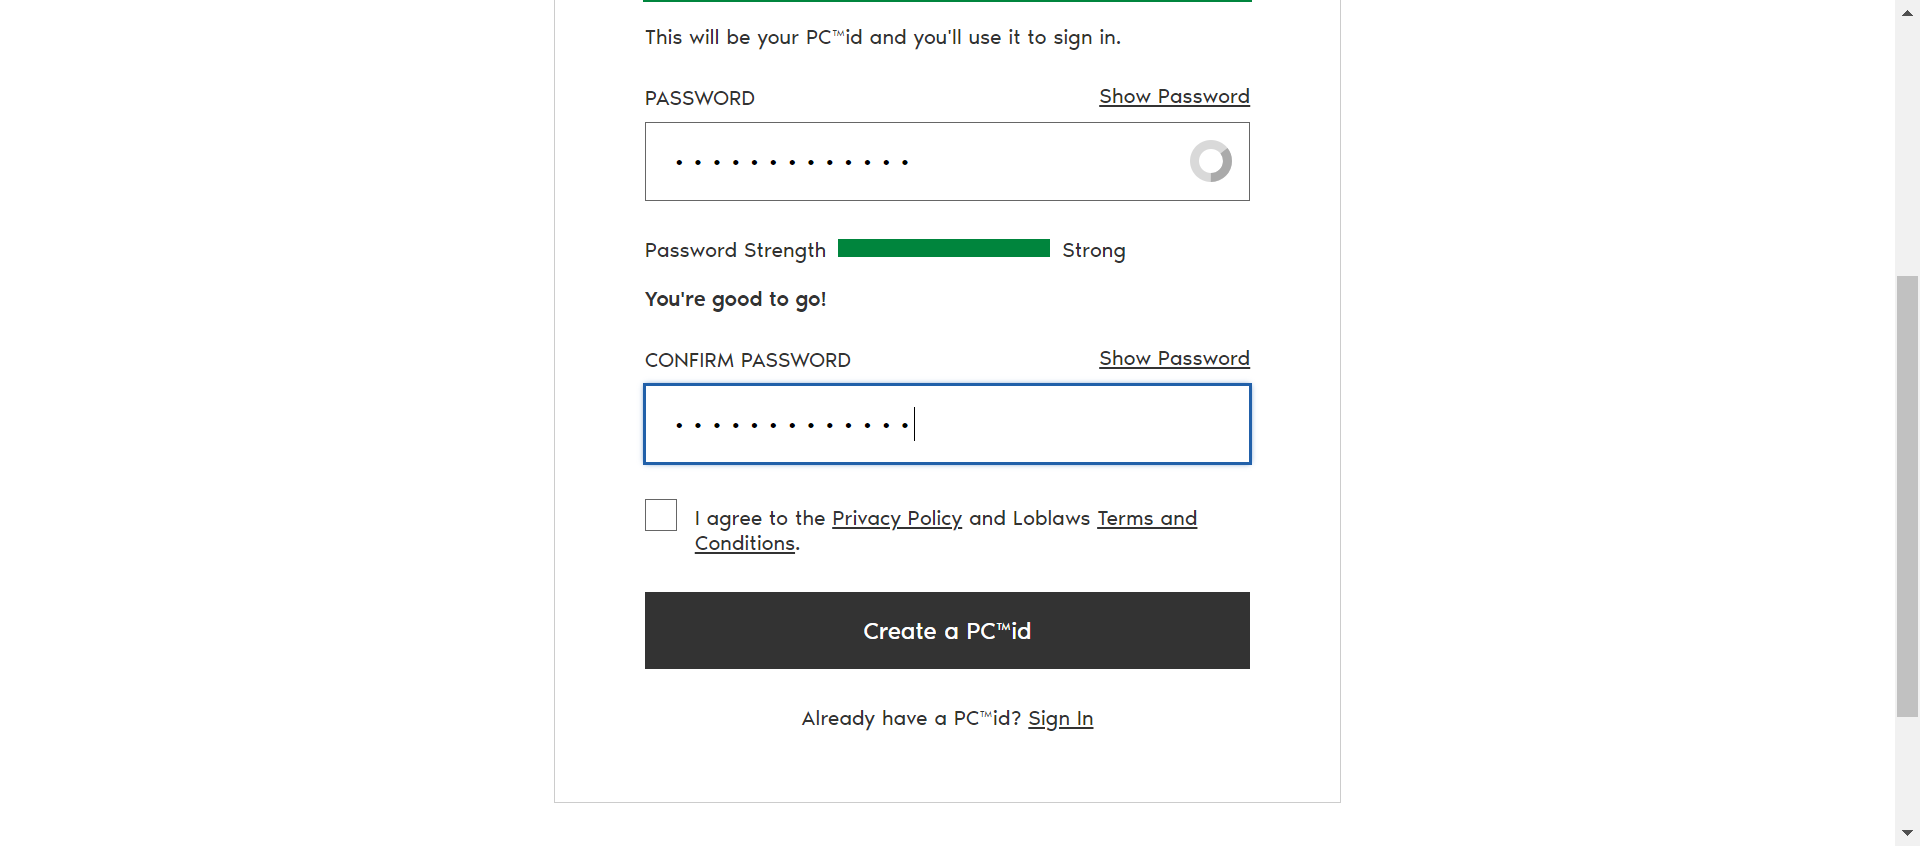 This will be your PC™id and you'll use it to sign in.
PASSWORD
Show Password
•••••••••••••
Password Strength
Strong
You're good to go!
CONFIRM PASSWORD
Show Password
•••••••••••••
I agree to the Privacy Policy and Loblaws Terms and
Conditions.
Create a PC™id
Already have a PC™id? Sign In